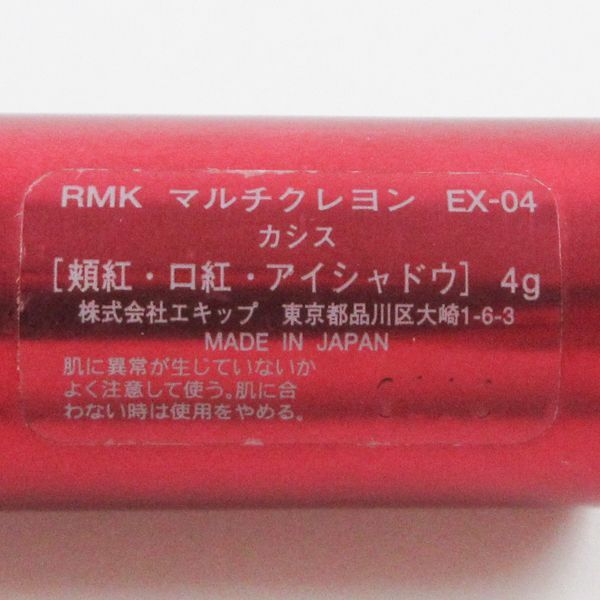 RMK マルチクレヨン EX-04
カシス
[頬紅・口紅・アイシャドウ] 4g
株式会社エキップ 東京都品川区大崎1-6-3
MADE IN JAPAN
肌に異常が生じていないか
よく注意して使う。肌に合
わない時は使用をやめる。